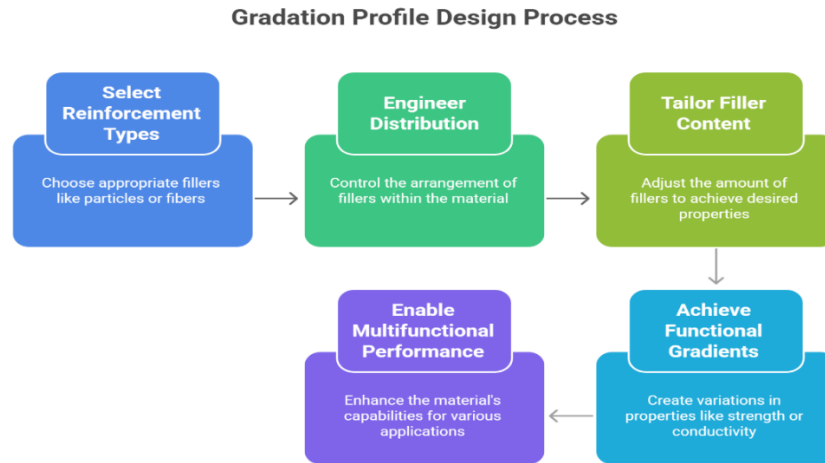 Gradation Profile Design Process
Select
Reinforcement
Types
Choose appropriate fillers
like particles or fibers
Engineer
Distribution
Control the arrangement of
fillers within the material
Tailor Filler
Content
Adjust the amount of
fillers to achieve desired
properties
Achieve
Functional
Gradients
Create variations in
properties like strength or
conductivity
Enable
Multifunctional
Performance
Enhance the material's
capabilities for various
applications